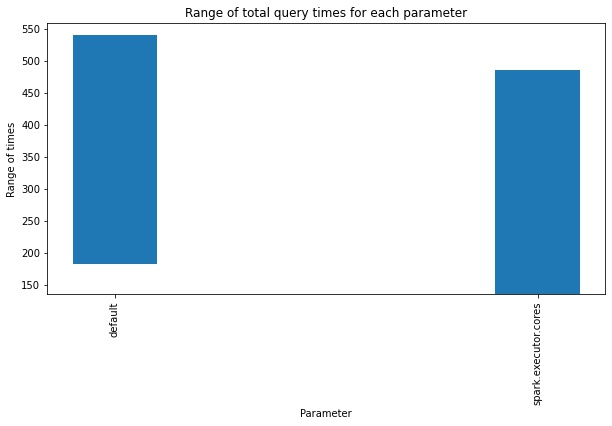 Range of total query times for each parameter
Range of times
550
500
450
400
350
300
250
200
150
default
spark.executor.cores
Parameter